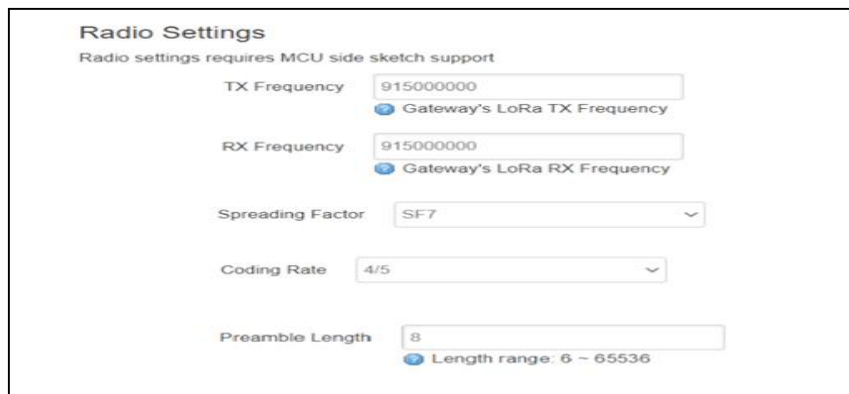 Radio Settings
Radio settings requires MCU side sketch support
TX Frequency 915000000
Gateway's LoRa TX Frequency
RX Frequency 915000000
Gateway's LoRa RX Frequency
Spreading Factor SF7
Coding Rate 4/5
Preamble Length 8
Length range: 6 ~ 65536